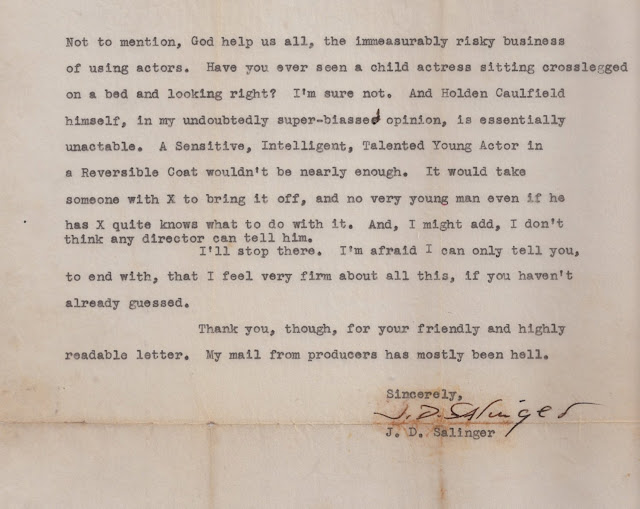 Not to mention, God help us all, the immeasurably risky business
of using actors. Have you ever seen a child actress sitting crosslegged
on a bed and looking right? I'm sure not. And Holden Caulfield
himself, in my undoubtedly super-biassed opinion, is essentially
unactable. A Sensitive, Intelligent, Talented Young Actor in
a Reversible Coat wouldn't be nearly enough. It would take
someone with X to bring it off, and no very young man even if he
has X quite knows what to do with it. And, I might add, I don't
think any director can tell him.
I'll stop there. I'm afraid I can only tell you,
to end with, that I feel very firm about all this, if you haven't
already guessed.
Thank you, though, for your friendly and highly
readable letter. My mail from producers has mostly been hell.
Sincerely,
J. D. Salinger
J. D. Salinger